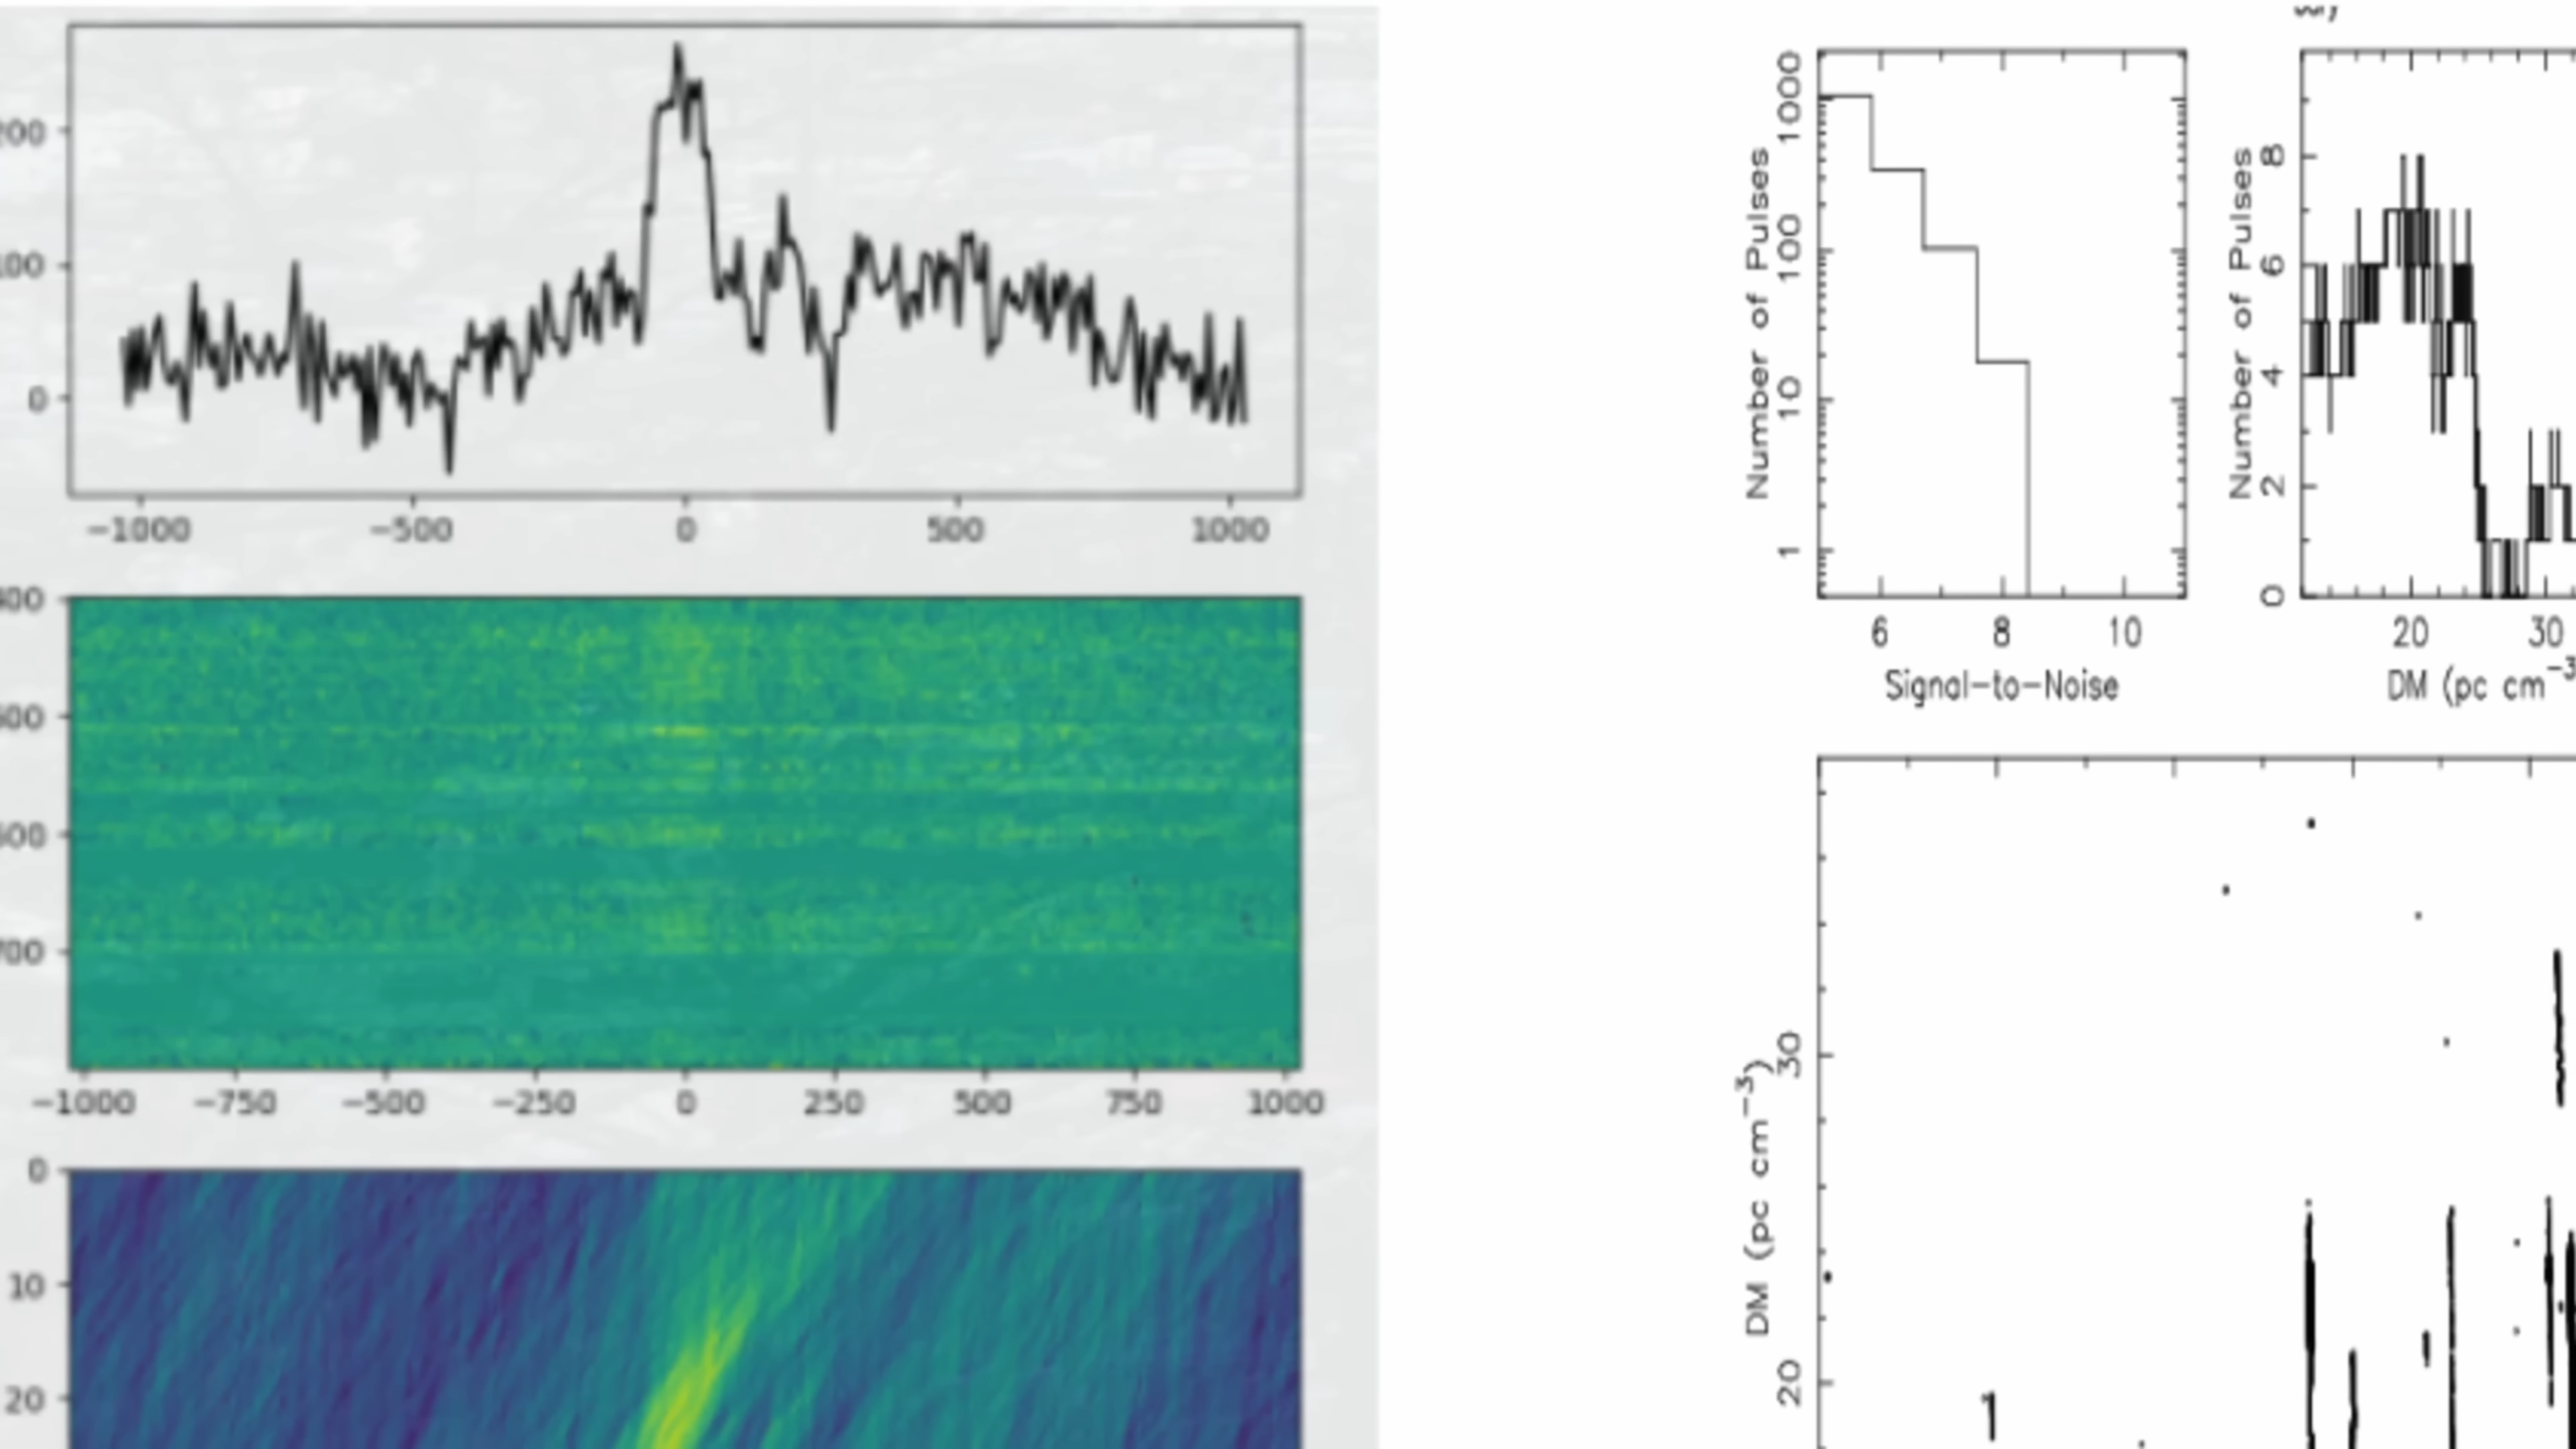 200
100
0
−1000 −500 0 500 1000
−1000 −750 −500 −250 0 250 500 750 1000
0
10
20
Number of Pulses
1000
100
10
1
6 8 10
Signal−to−Noise
Number of Pulses
8
6
4
2
0
20 30
DM (pc cm−3
DM (pc cm−3)
30
20